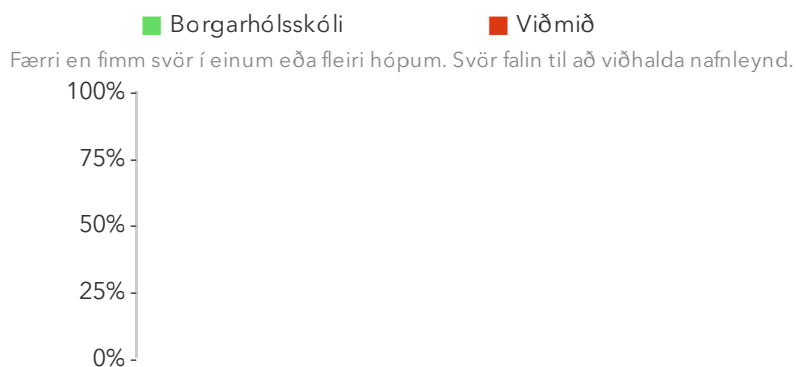 Borgarhólsskóli Viðmið
Færri en fimm svör í einum eða fleiri hópum. Svör falin til að viðhalda nafnleynd.
100%
75%
50%
25%
0%